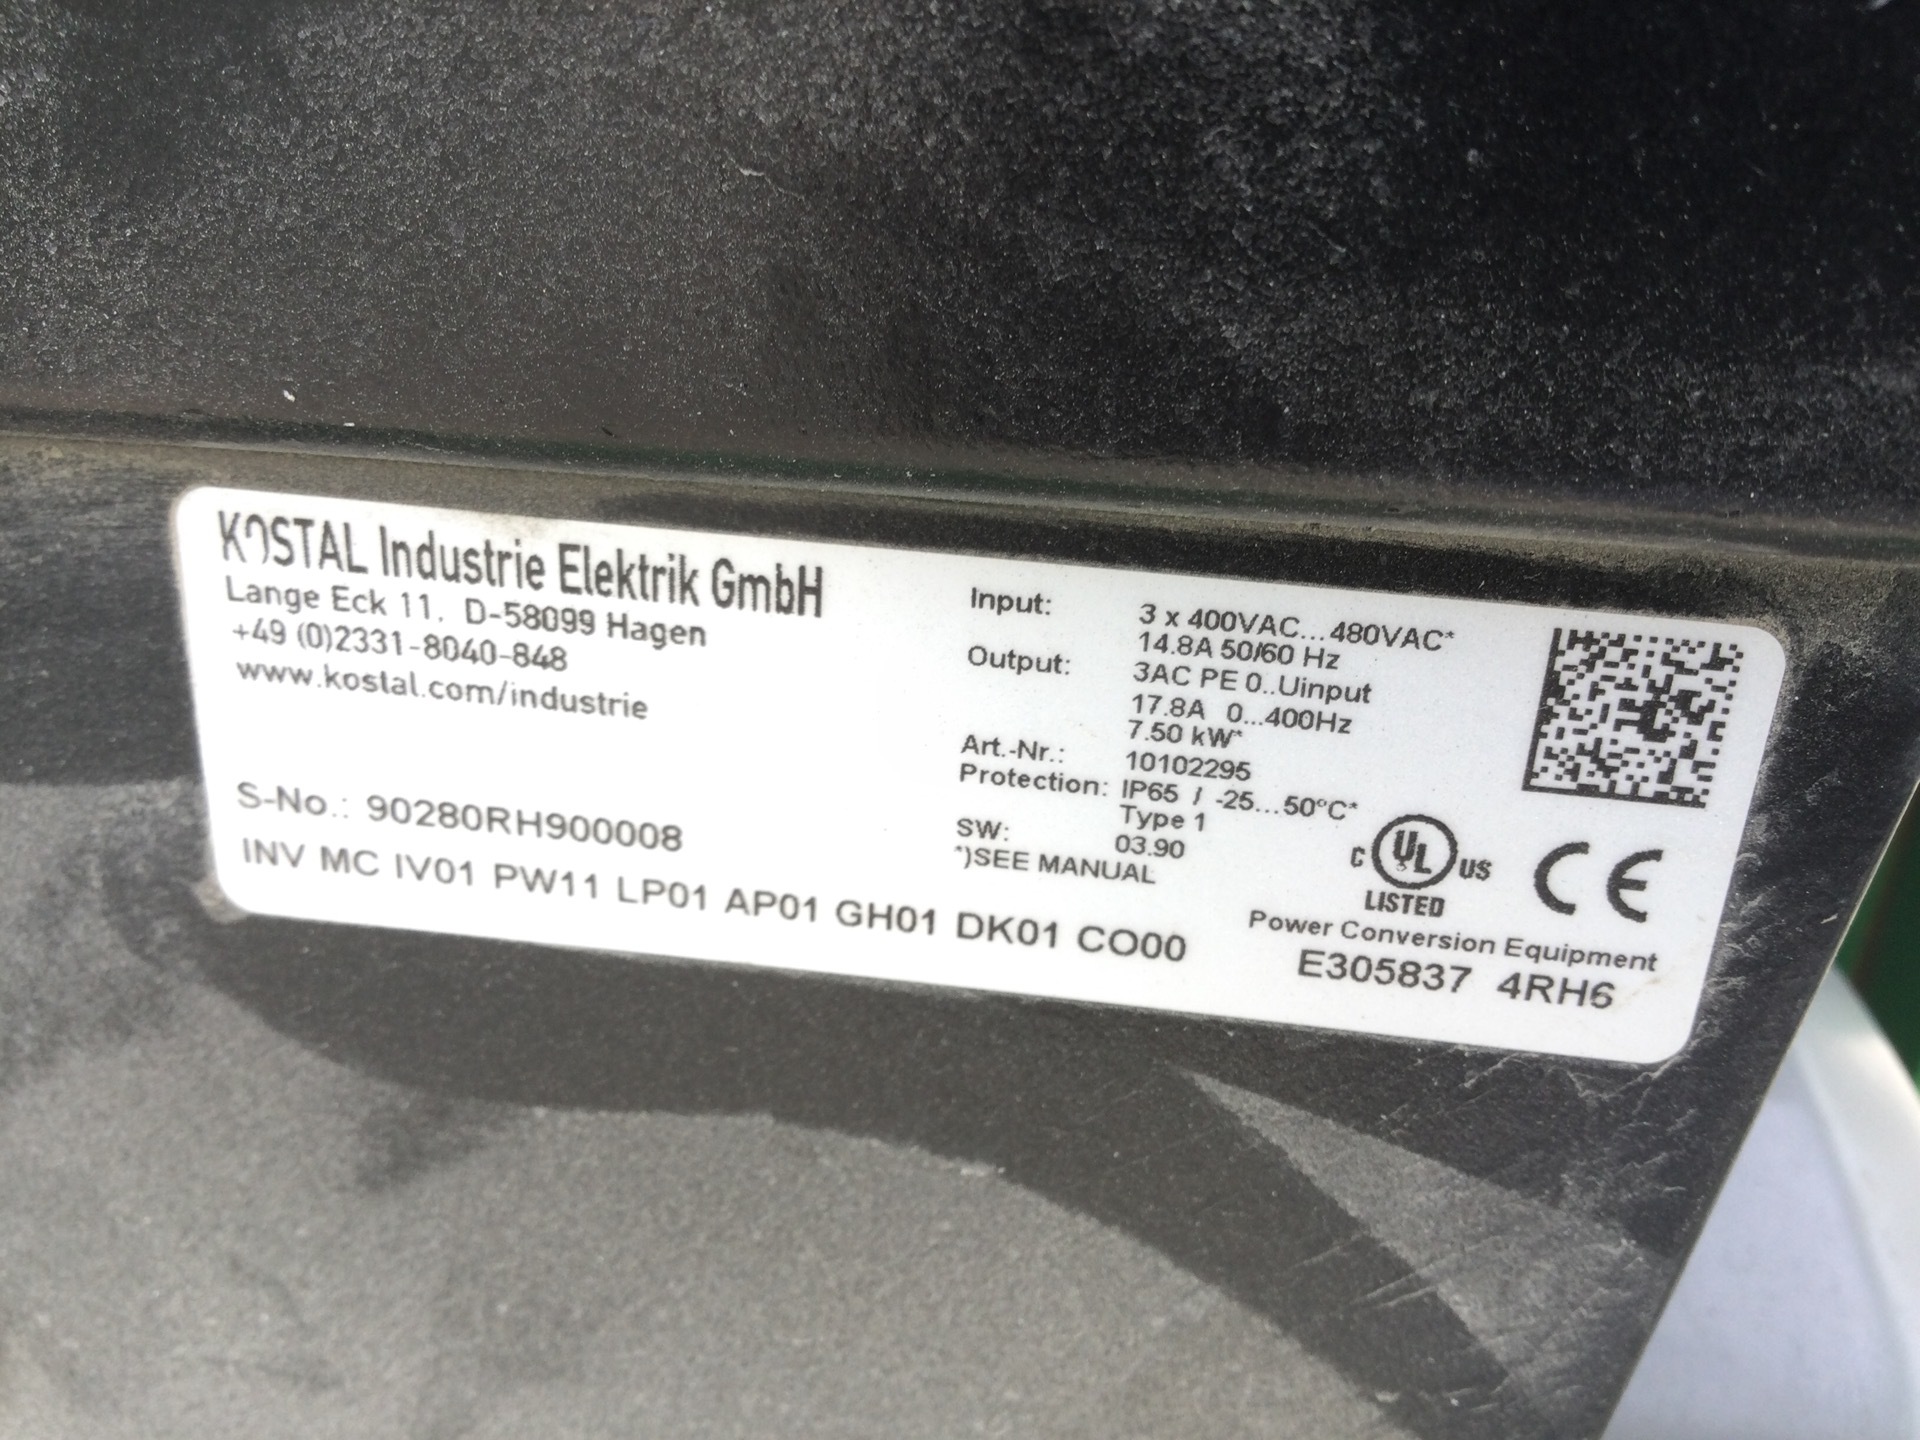 KOSTAL Industrie Elektrik GmbH
Lange Eck 11, D-58099 Hagen
+49 (0)2331-8040-848
www.kostal.com/industrie
S-No.: 90280RH900008
INV MC IV01 PW11 LP01 AP01 GH01 DK01 CO00
Input: 3 x 400VAC...480VAC*
14.8A 50/60 Hz
Output: 3AC PE 0..Uinput
17.8A 0...400Hz
7.50 kW*
Art.-Nr.: 10102295
Protection: IP65 / -25...50°C*
Type 1
SW: 03.90
*)SEE MANUAL
C UL US
LISTED
CE
Power Conversion Equipment
E305837 4RH6